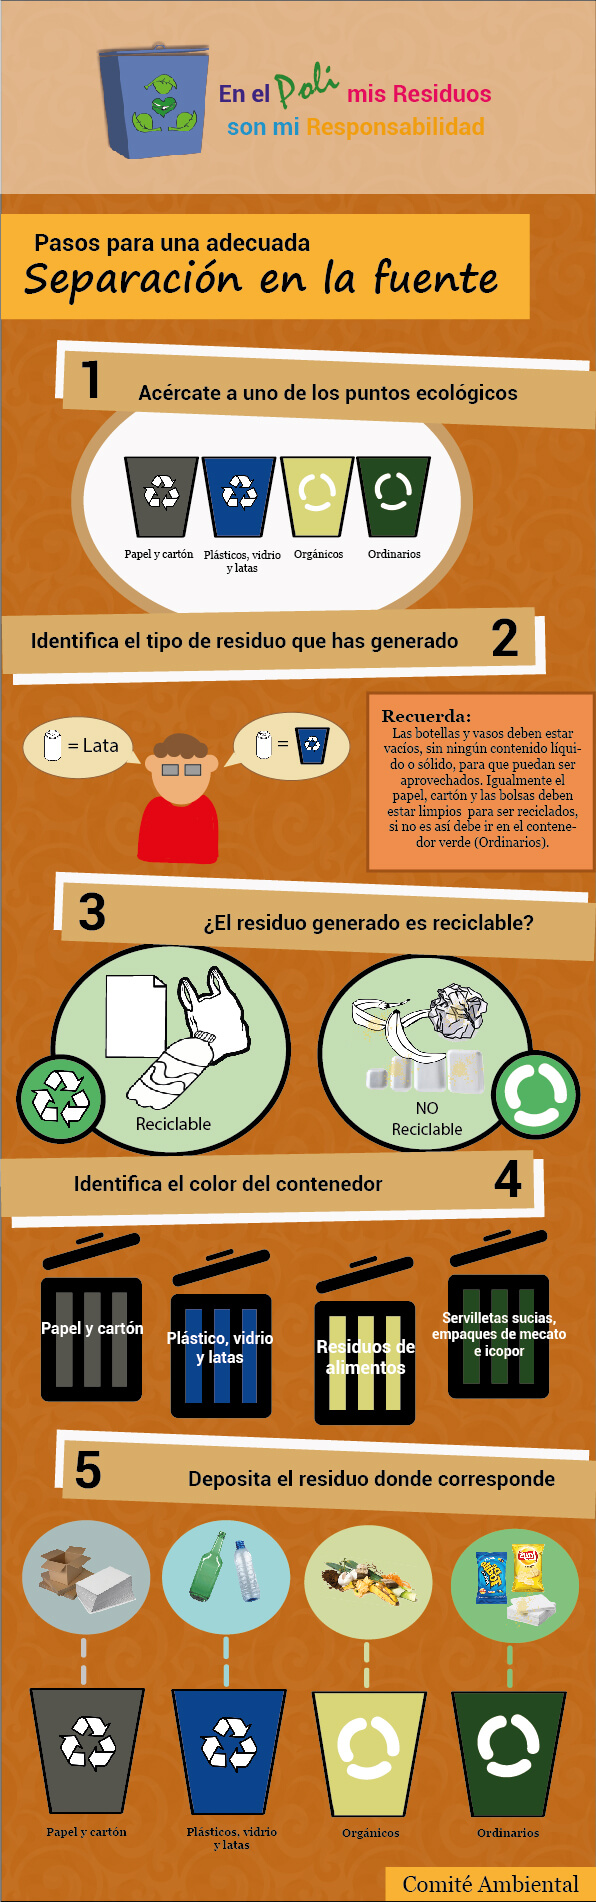 En el Poli mis Residuos
son mi Responsabilidad
Pasos para una adecuada
Separación en la fuente
1
Acércate a uno de los puntos ecológicos
Papel y cartón
Plásticos, vidrio
y latas
Orgánicos
Ordinarios
Identifica el tipo de residuo que has generado
2
= Lata
=
Recuerda:
Las botellas y vasos deben estar
vacíos, sin ningún contenido líqui-
do o sólido, para que puedan ser
aprovechados. Igualmente el
papel, cartón y las bolsas deben
estar limpios para ser reciclados,
si no es así debe ir en el contene-
dor verde (Ordinarios).
3
¿El residuo generado es reciclable?
Reciclable
NO
Reciclable
Identifica el color del contenedor
4
Papel y cartón
Plástico, vidrio
y latas
Residuos de
alimentos
Servilletas sucias,
empaques de mecato
e icopor
5
Deposita el residuo donde corresponde
Papel y cartón
Plásticos, vidrio
y latas
Orgánicos
Ordinarios
Comité Ambiental